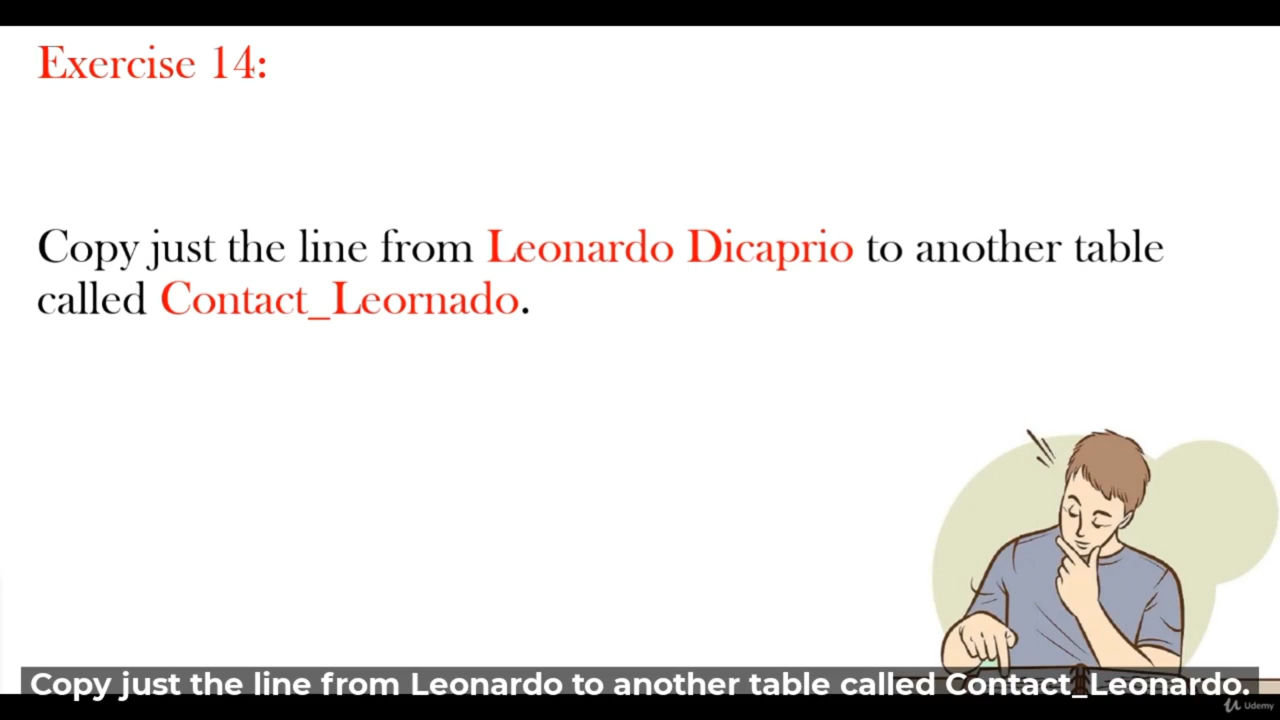 Exercise 14:
Copy just the line from Leonardo Dicaprio to another table
called Contact_Leornado.
Copy just the line from Leonardo to another table called Contact_Leonardo.
Udemy